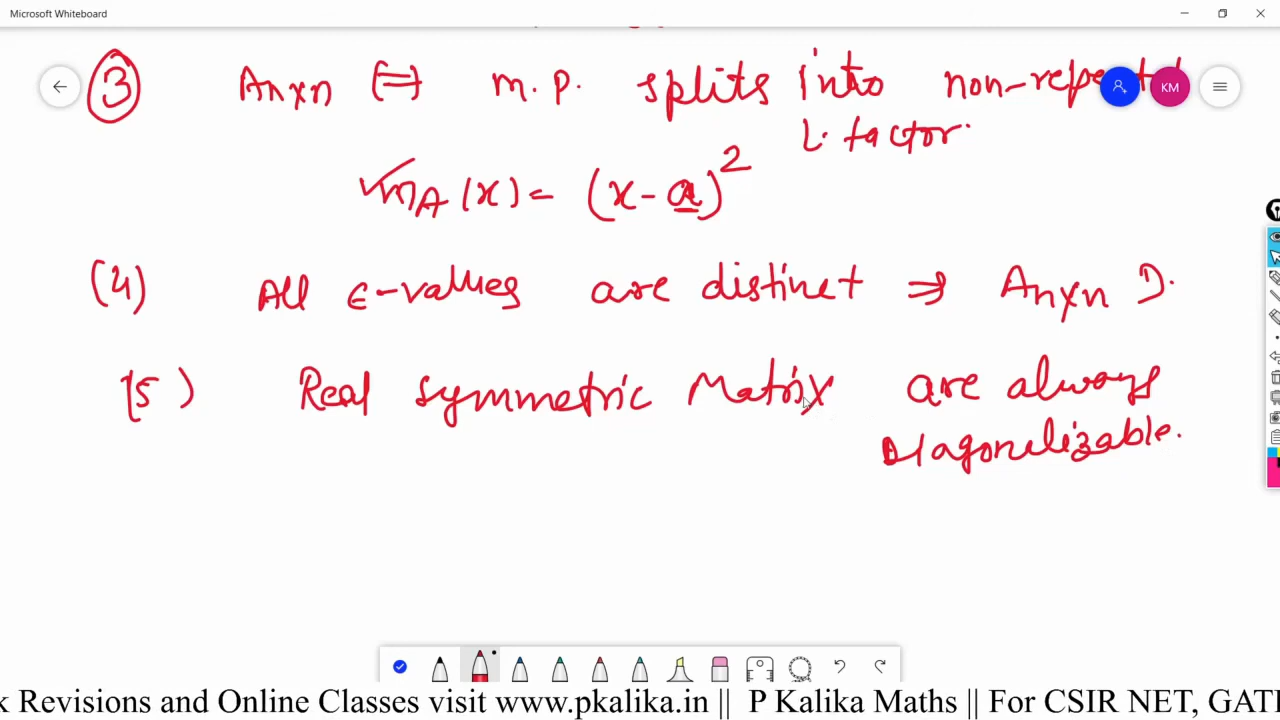 Microsoft Whiteboard
③ Anxn ⇔ m.p. splits into non-repeated
L. factor.
mA(x) = (x-a)²
KM
(4) All E-values are distinct ⇒ Anxn D.
(5) Real symmetric Matrix are always
Diagonalizable.
x Revisions and Online Classes visit www.pkalika.in || P Kalika Maths || For CSIR NET, GATE